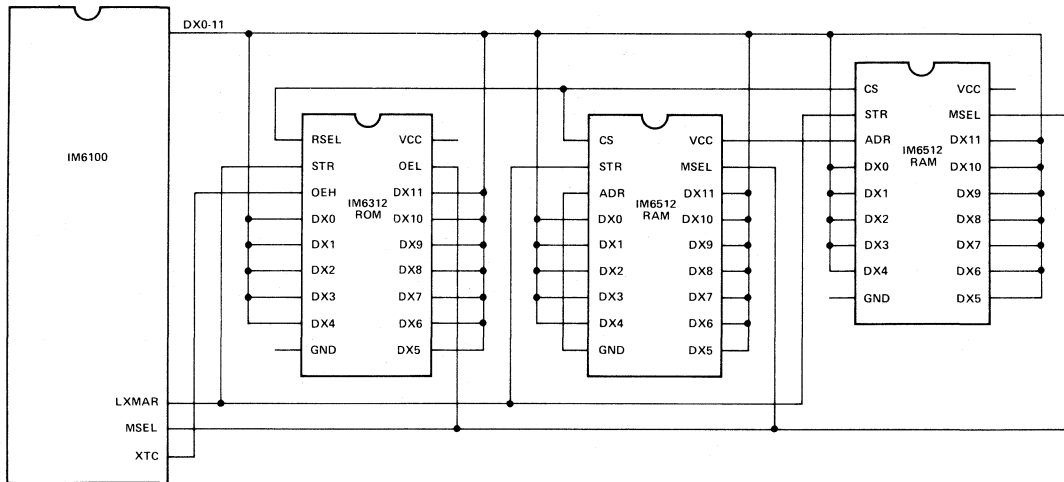 DX0-11
IM6100
LXMAR
MSEL
XTC
RSEL
STR
OEH
DX0
DX1
DX2
DX3
DX4
GND
IM6312
ROM
VCC
OEL
DX11
DX10
DX9
DX8
DX7
DX6
DX5
CS
STR
ADR
DX0
DX1
DX2
DX3
DX4
GND
IM6512
RAM
VCC
MSEL
DX11
DX10
DX9
DX8
DX7
DX6
DX5
CS
STR
ADR
DX0
DX1
DX2
DX3
DX4
GND
IM6512
RAM
VCC
MSEL
DX11
DX10
DX9
DX8
DX7
DX6
DX5